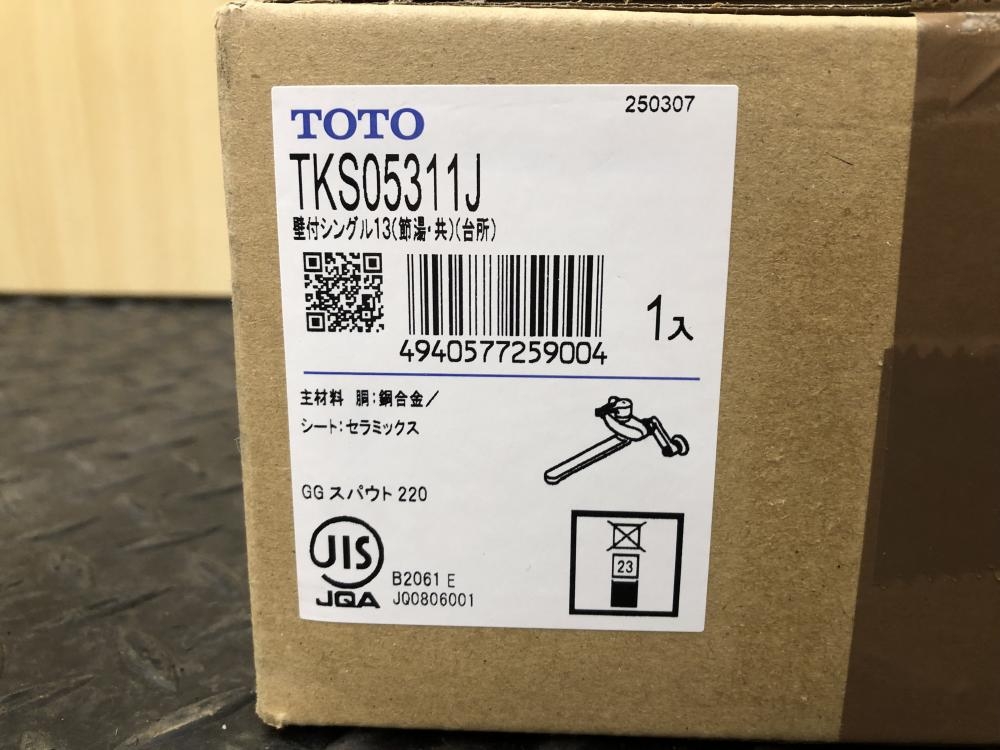 250307
TOTO
TKS05311J
壁付シングル13(節湯・共)(台所)
4940577259004
1入
主材料 胴:銅合金/
シート:セラミックス
GG スパウト 220
JIS
JQA
B2061 E
JQ0806001
23